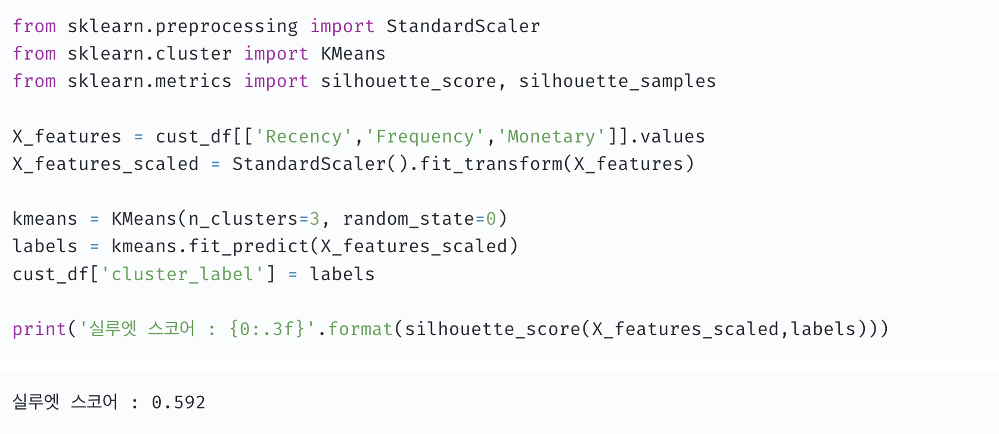 from sklearn.preprocessing import StandardScaler
from sklearn.cluster import KMeans
from sklearn.metrics import silhouette_score, silhouette_samples
X_features = cust_df[['Recency','Frequency','Monetary']].values
X_features_scaled = StandardScaler().fit_transform(X_features)
kmeans = KMeans(n_clusters=3, random_state=0)
labels = kmeans.fit_predict(X_features_scaled)
cust_df['cluster_label'] = labels
print('실루엣 스코어 : {0:.3f}'.format(silhouette_score(X_features_scaled,labels)))
실루엣 스코어 : 0.592